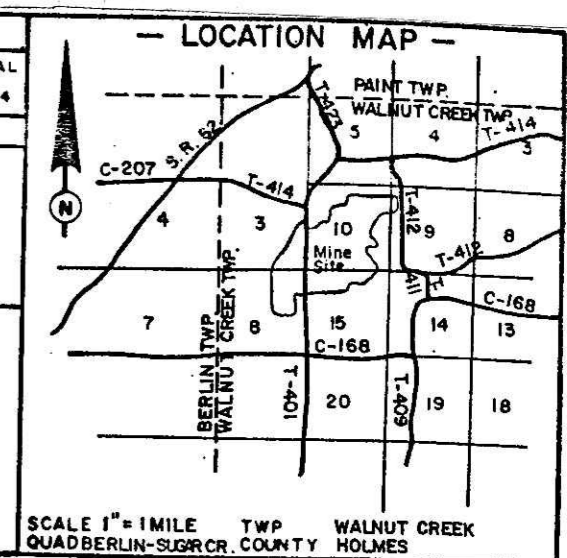 AL
4
— LOCATION MAP —
PAINT TWP.
WALNUT CREEK TWP.
T-423
5
4
T-414
3
S.R. 62
C-207
T-414
N
4
3
10
Mine
Site
T-412
9
8
T-412
T-411
C-168
7
8
15
14
13
BERLIN TWP.
WALNUT CREEK TWP.
C-168
T-401
20
T-409
19
18
SCALE 1" = 1 MILE TWP WALNUT CREEK
QUAD BERLIN-SUGAR CR. COUNTY HOLMES